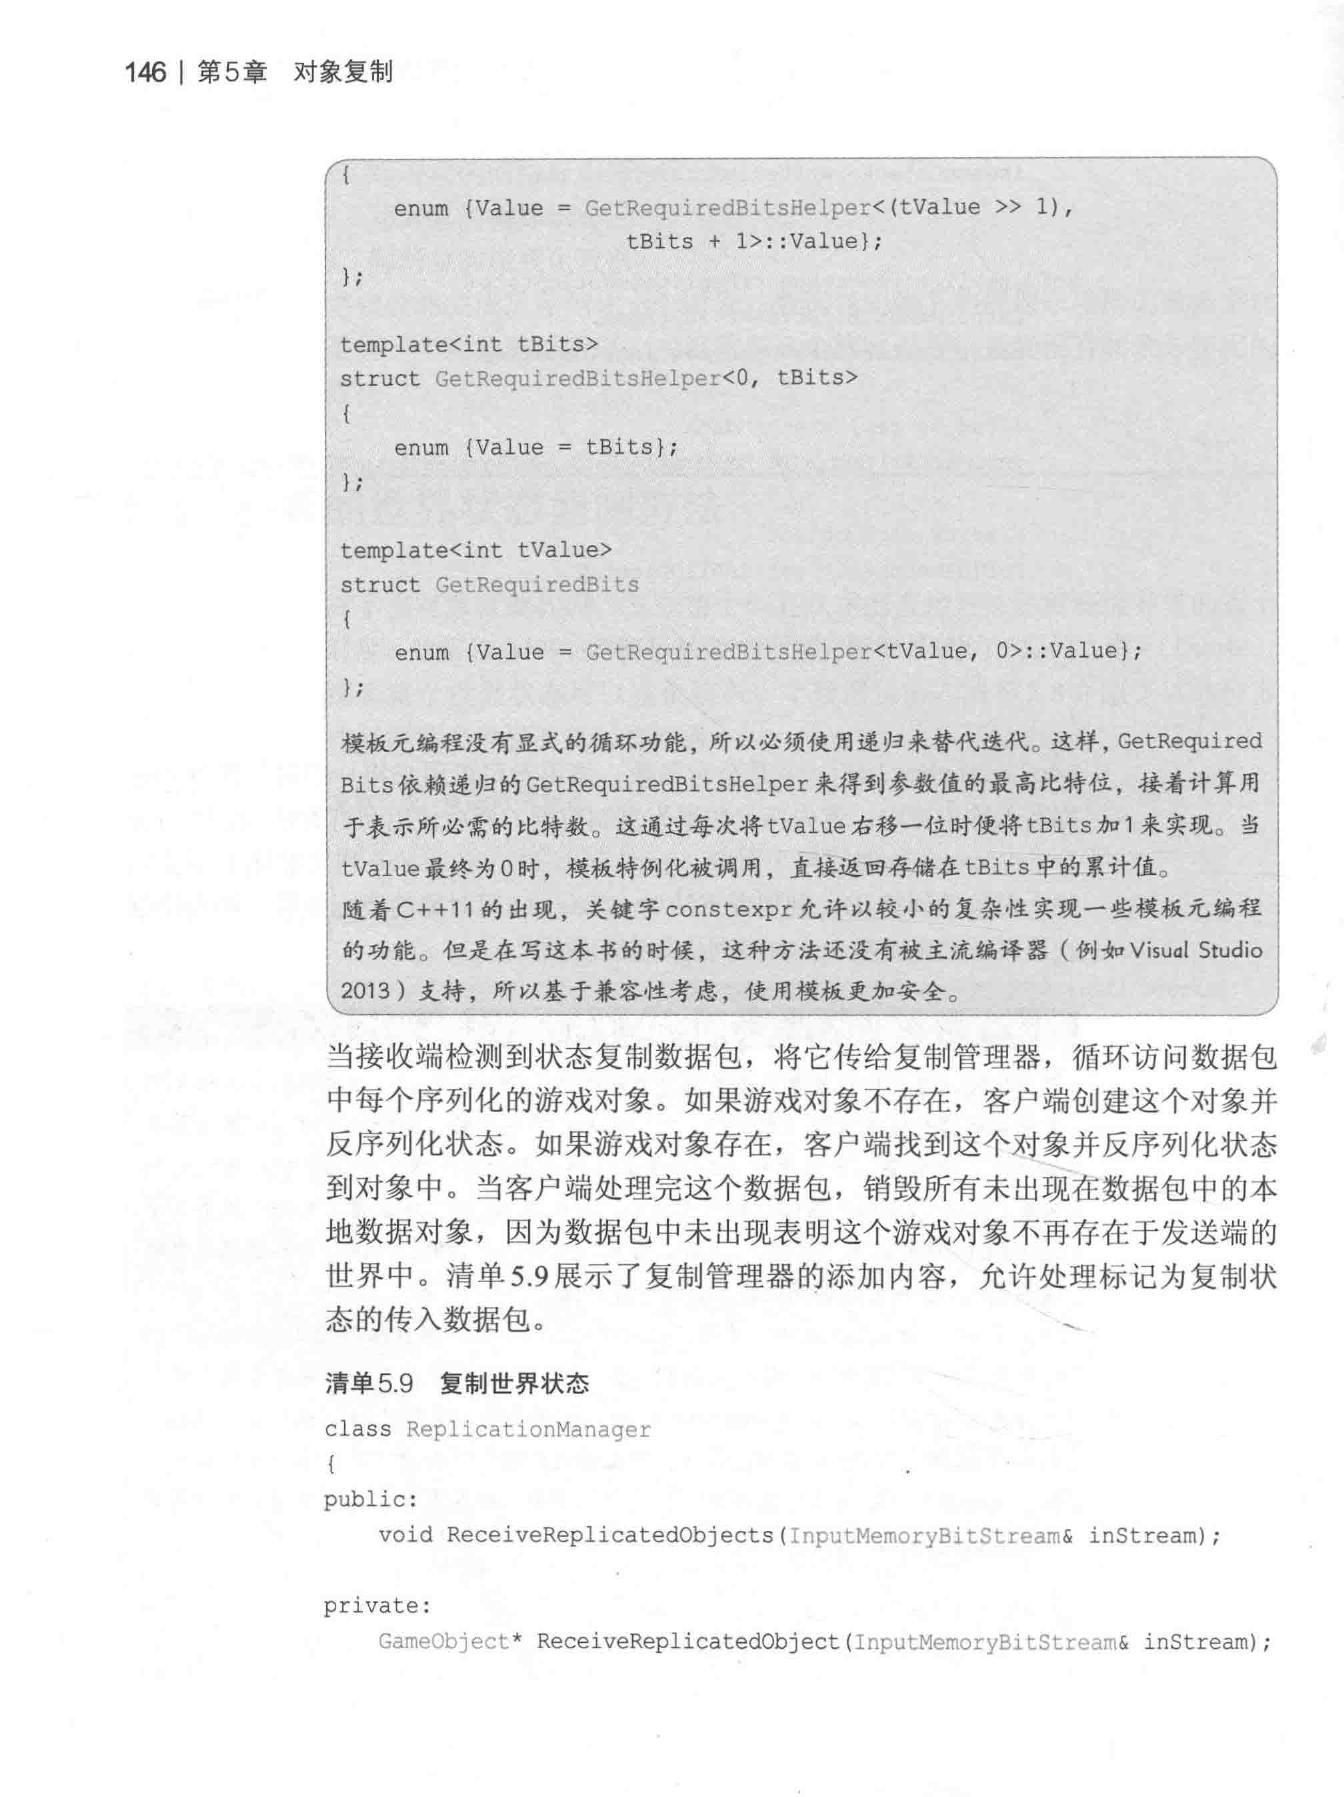 146 | 第5章 对象复制
{
    enum {Value = GetRequiredBitsHelper<(tValue >> 1),
                  tBits + 1>::Value};
};
template<int tBits>
struct GetRequiredBitsHelper<0, tBits>
{
    enum {Value = tBits};
};
template<int tValue>
struct GetRequiredBits
{
    enum {Value = GetRequiredBitsHelper<tValue, 0>::Value};
};
模板元编程没有显式的循环功能，所以必须使用递归来替代迭代。这样，GetRequired
Bits依赖递归的GetRequiredBitsHelper来得到参数值的最高比特位，接着计算用
于表示所必需的比特数。这通过每次将tValue右移一位时便将tBits加1来实现。当
tValue最终为0时，模板特例化被调用，直接返回存储在tBits中的累计值。
随着C++11的出现，关键字constexpr允许以较小的复杂性实现一些模板元编程
的功能。但是在写这本书的时候，这种方法还没有被主流编译器（例如Visual Studio
2013）支持，所以基于兼容性考虑，使用模板更加安全。
当接收端检测到状态复制数据包，将它传给复制管理器，循环访问数据包
中每个序列化的游戏对象。如果游戏对象不存在，客户端创建这个对象并
反序列化状态。如果游戏对象存在，客户端找到这个对象并反序列化状态
到对象中。当客户端处理完这个数据包，销毁所有未出现在数据包中的本
地数据对象，因为数据包中未出现表明这个游戏对象不再存在于发送端的
世界中。清单5.9展示了复制管理器的添加内容，允许处理标记为复制状
态的传入数据包。
清单5.9 复制世界状态
class ReplicationManager
{
public:
    void ReceiveReplicatedObjects(InputMemoryBitStream& inStream);
private:
    GameObject* ReceiveReplicatedObject(InputMemoryBitStream& inStream);